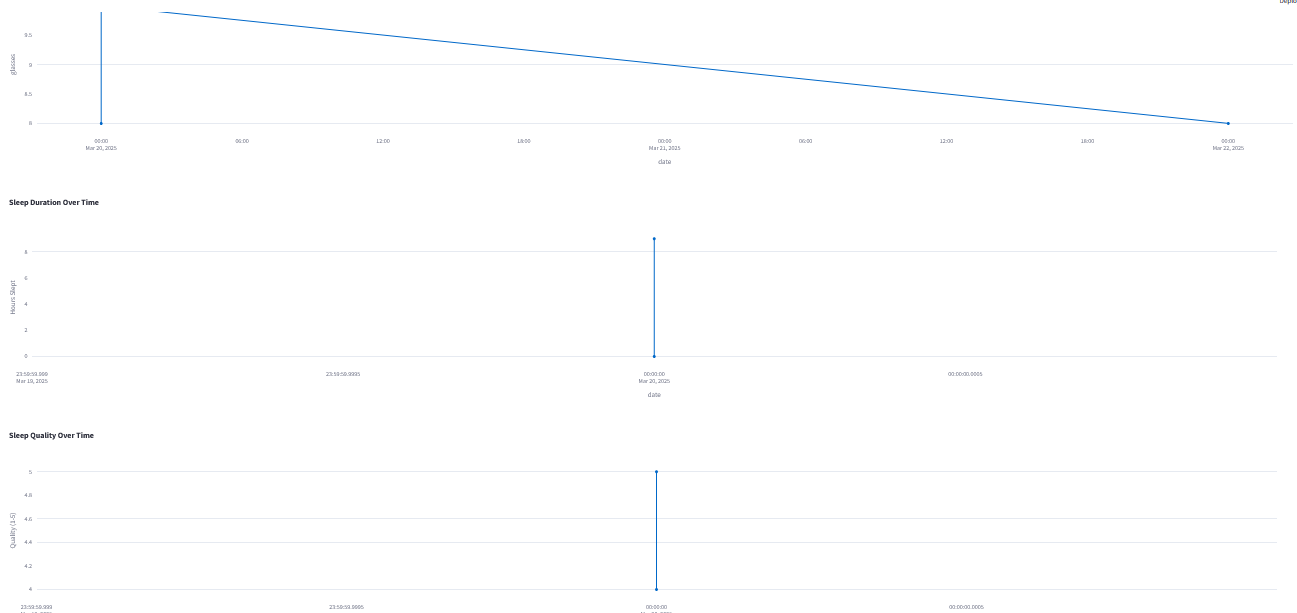 9.5
9
8.5
8
glasses
00:00 06:00 12:00 18:00 00:00 06:00 12:00 18:00 00:00
Mar 20, 2025 Mar 21, 2025 Mar 22, 2025
date
Sleep Duration Over Time
8
6
4
2
0
Hours Slept
23:59:59.999 23:59:59.9995 00:00:00 00:00:00.0005
Mar 19, 2025 Mar 20, 2025
date
Sleep Quality Over Time
5
4.8
4.6
4.4
4.2
4
Quality (1-5)
23:59:59.999 23:59:59.9995 00:00:00 00:00:00.0005